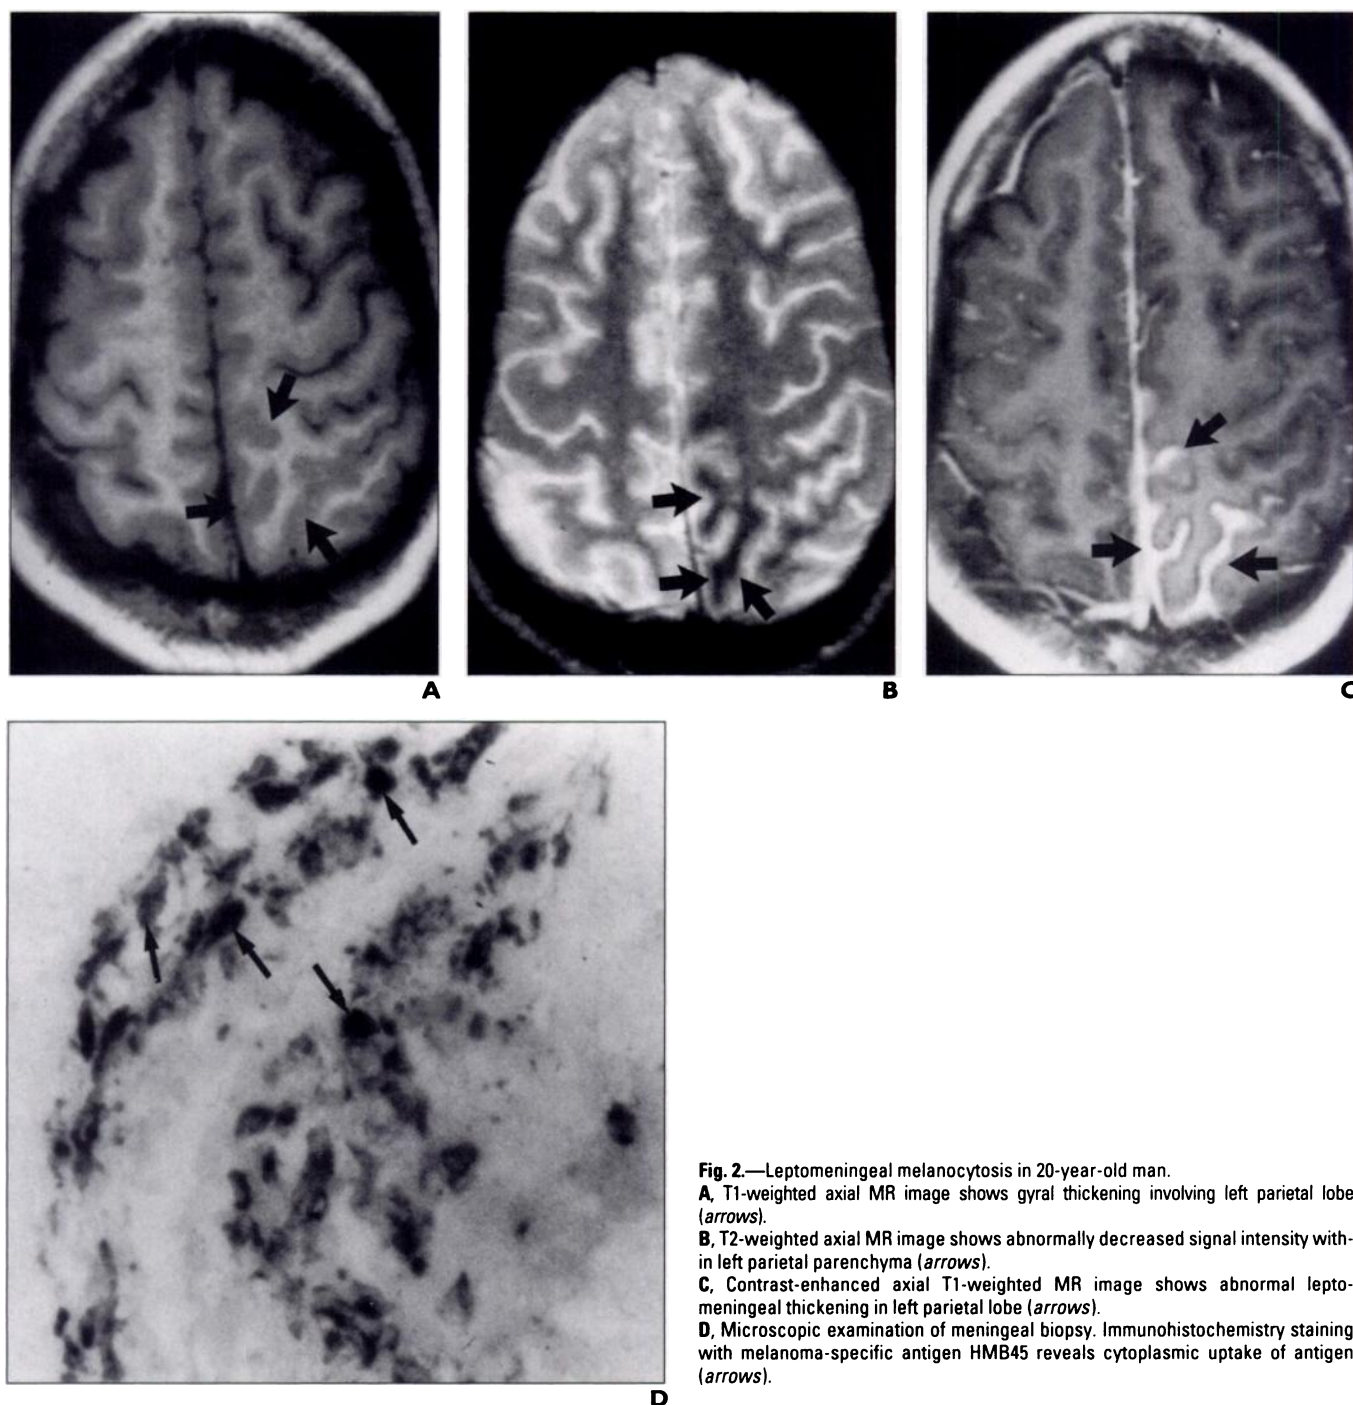 A
B
C
D
Fig. 2.—Leptomeningeal melanocytosis in 20-year-old man.
A, T1-weighted axial MR image shows gyral thickening involving left parietal lobe
(arrows).
B, T2-weighted axial MR image shows abnormally decreased signal intensity with-
in left parietal parenchyma (arrows).
C, Contrast-enhanced axial T1-weighted MR image shows abnormal lepto-
meningeal thickening in left parietal lobe (arrows).
D, Microscopic examination of meningeal biopsy. Immunohistochemistry staining
with melanoma-specific antigen HMB45 reveals cytoplasmic uptake of antigen
(arrows).